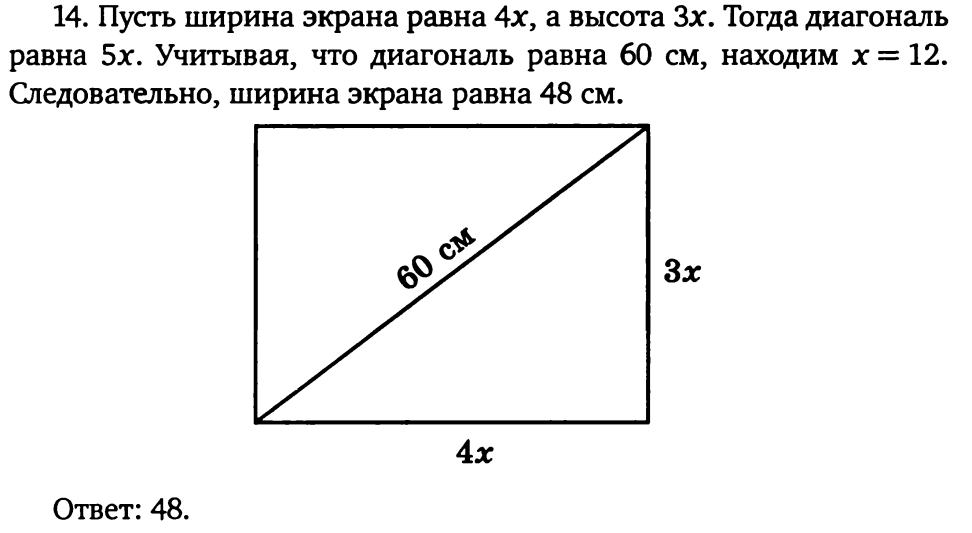 14. Пусть ширина экрана равна 4x, а высота 3x. Тогда диагональ
равна 5x. Учитывая, что диагональ равна 60 см, находим x = 12.
Следовательно, ширина экрана равна 48 см.
60 см
3x
4x
Ответ: 48.